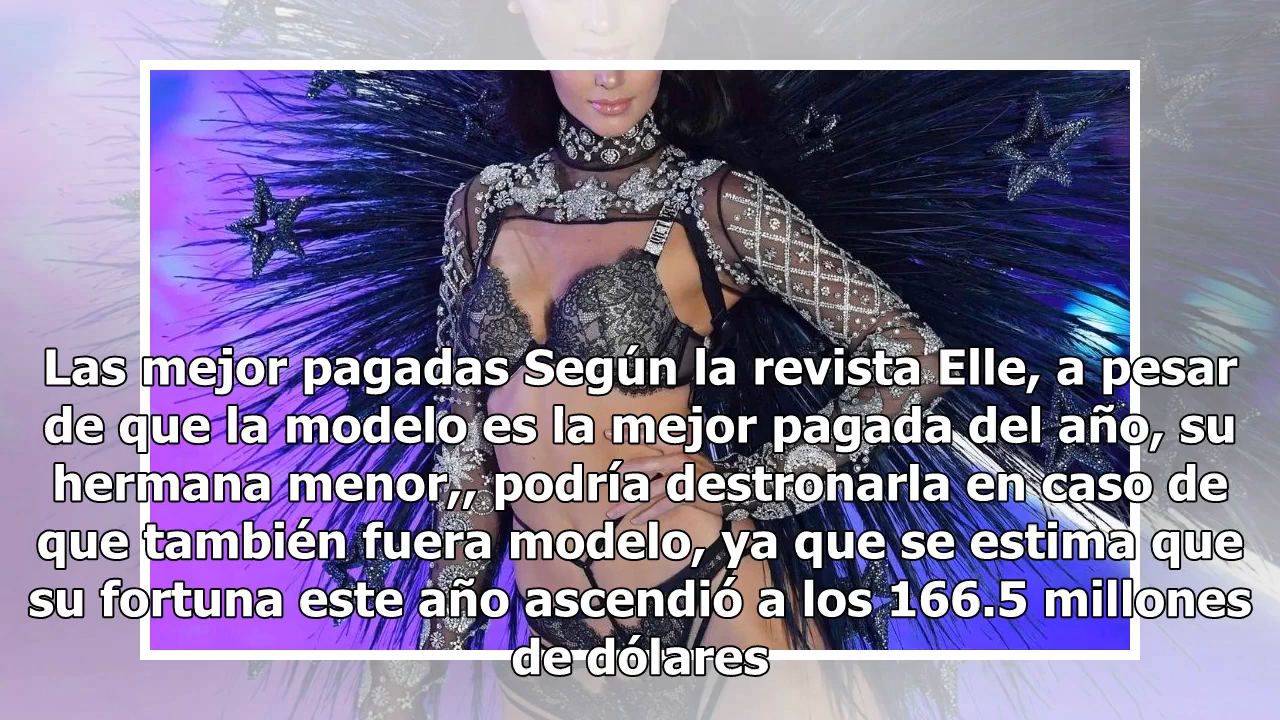 Las mejor pagadas Según la revista Elle, a pesar
de que la modelo es la mejor pagada del año, su
hermana menor,, podría destronarla en caso de
que también fuera modelo, ya que se estima que
su fortuna este año ascendió a los 166.5 millones
de dólares